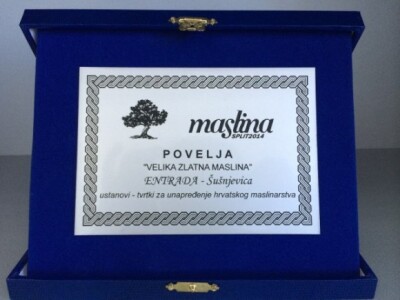 maslina
SPLIT2014
POVELJA
"VELIKA ZLATNA MASLINA"
ENTRADA - Šušnjevica
ustanovi - tvrtki za unapređenje hrvatskog maslinarstva